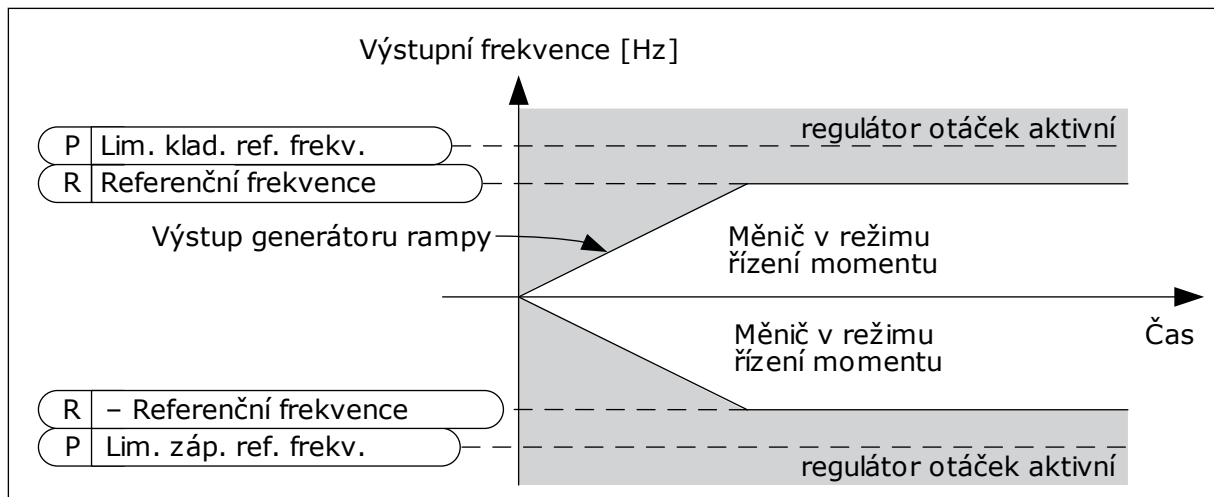 Výstupní frekvence [Hz]
regulátor otáček aktivní
P Lim. klad. ref. frekv.
R Referenční frekvence
Výstup generátoru rampy
Měnič v režimu
řízení momentu
Čas
Měnič v režimu
řízení momentu
R – Referenční frekvence
P Lim. záp. ref. frekv.
regulátor otáček aktivní